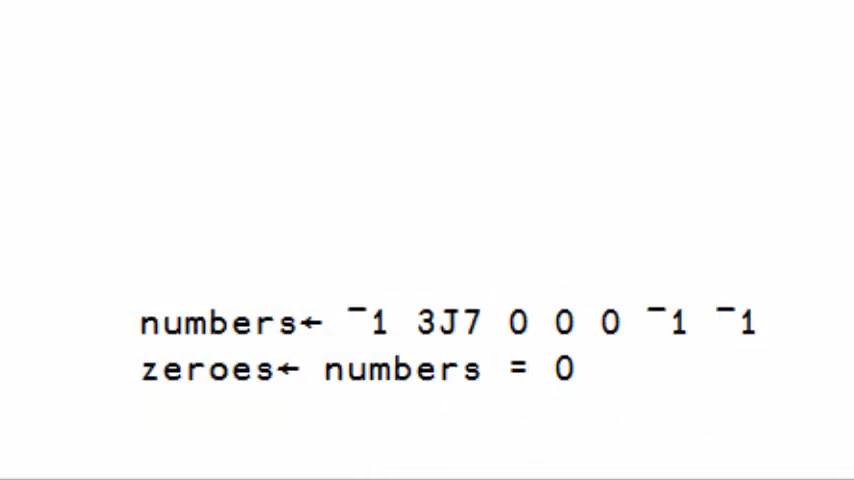 numbers← ¯1 3J7 0 0 0 ¯1 ¯1
zeroes← numbers = 0